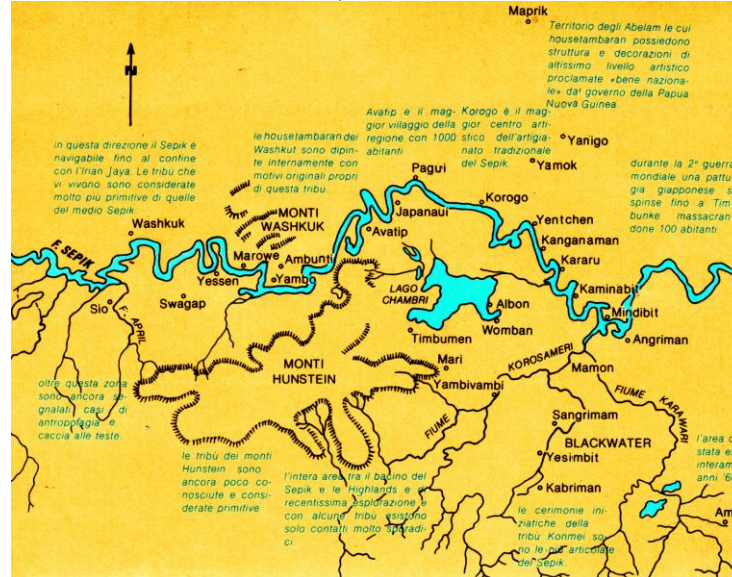 Maprik
Territorio degli Abelam le cui
housetambaran possiedono
struttura e decorazioni di
altissimo livello artistico
proclamate «bene naziona-
le» dal governo della Papua
Nuova Guinea.
N
in questa direzione il Sepik è
navigabile fino al confine
con l'Irian Jaya. Le tribù che
vi vivono sono considerate
molto più primitive di quelle
del medio Sepik.
le housetambaran dei
Washkut sono dipin-
te internamente con
motivi originali propri
di questa tribù.
Avatip è il mag-
gior villaggio della
regione con 1000
abitanti
Korogo è il mag-
gior centro arti-
stico dell'artigia-
nato tradizionale
del Sepik.
Yanigo
Yamok
durante la 2ª guerra
mondiale una pattu
gia giapponese s
spinse fino a Tim-
bunke massacran
done 100 abitanti
Pagui
Washkuk
MONTI
WASHKUK
Japanaui
Korogo
Avatip
Yentchen
Kanganaman
F. SEPIK
Marowe
Ambunti
Kararu
Yessen
Yambo
LAGO
CHAMBRI
Kaminabit
Swagap
Albon
Sio
F. APRIL
Womban
Mindibit
Timbumen
Angriman
MONTI
HUNSTEIN
Mari
KOROSAMERI
Mamon
Yambivambi
FIUME
FIUME KARAWARI
oltre questa zona
sono ancora se-
gnalati casi di
antropofagia e
caccia alle teste.
Sangrimam
BLACKWATER
Yesimbit
Kabriman
l'area
stata es
interam
anni '6
le tribù dei monti
Hunstein sono
ancora poco co-
nosciute e consi-
derate primitive
l'intera area tra il bacino del
Sepik e le Highlands è di
recentissima esplorazione e
con alcune tribù esistono
solo contatti molto sporadi-
ci.
le cerimonie ini-
ziatiche della
tribù Konmei so-
no le più articolate
del Sepik.
Am